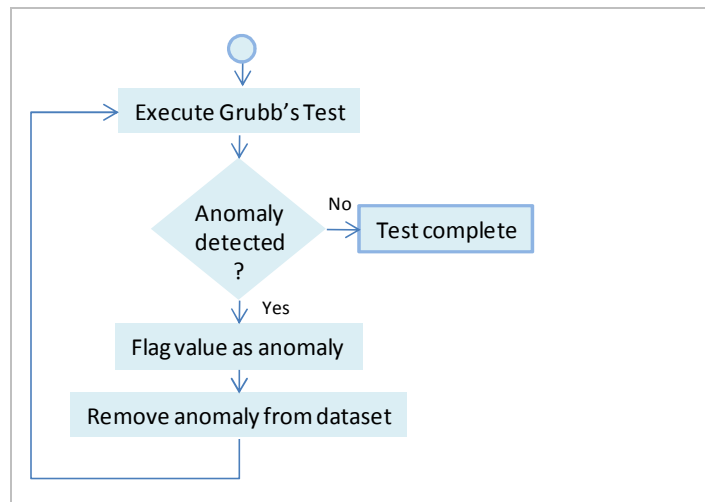 Execute Grubb's Test
Anomaly
detected
?
No
Test complete
Yes
Flag value as anomaly
Remove anomaly from dataset